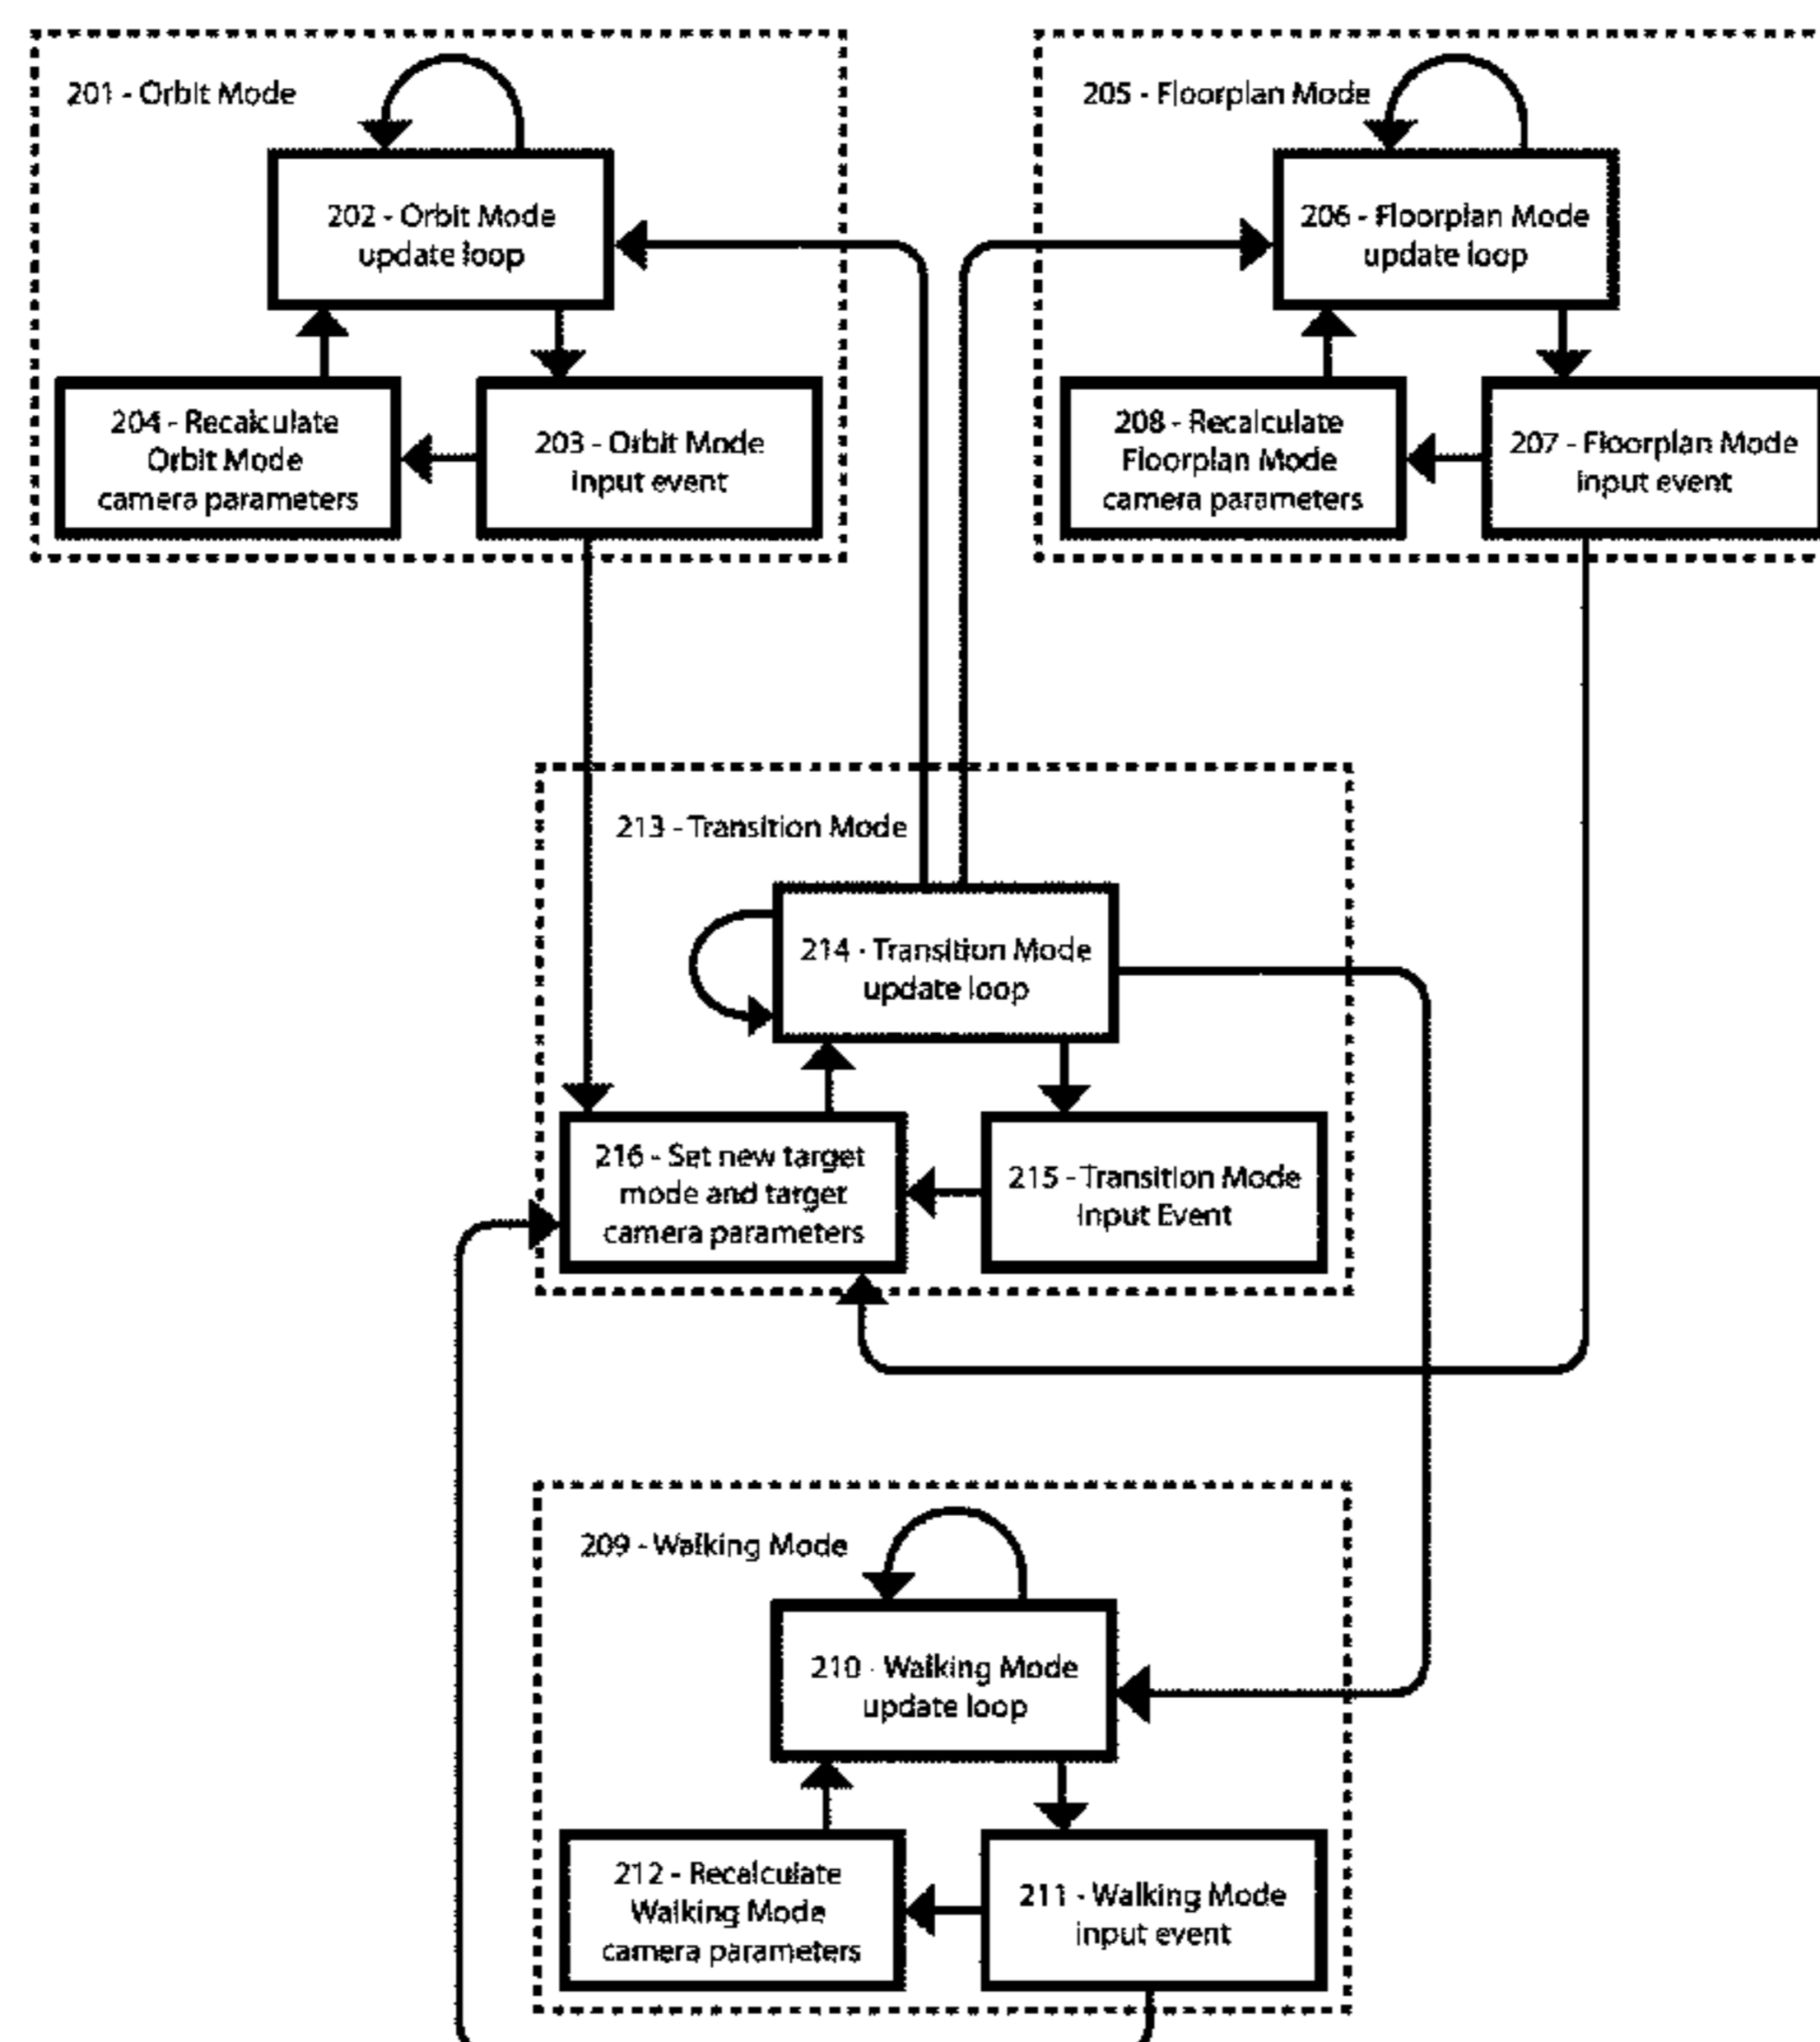 201 - Orbit Mode
202 - Orbit Mode
update loop
204 - Recalculate
Orbit Mode
camera parameters
203 - Orbit Mode
input event
205 - Floorplan Mode
206 - Floorplan Mode
update loop
208 - Recalculate
Floorplan Mode
camera parameters
207 - Floorplan Mode
input event
213 - Transition Mode
214 - Transition Mode
update loop
216 - Set new target
mode and target
camera parameters
215 - Transition Mode
Input Event
209 - Walking Mode
210 - Walking Mode
update loop
212 - Recalculate
Walking Mode
camera parameters
211 - Walking Mode
input event